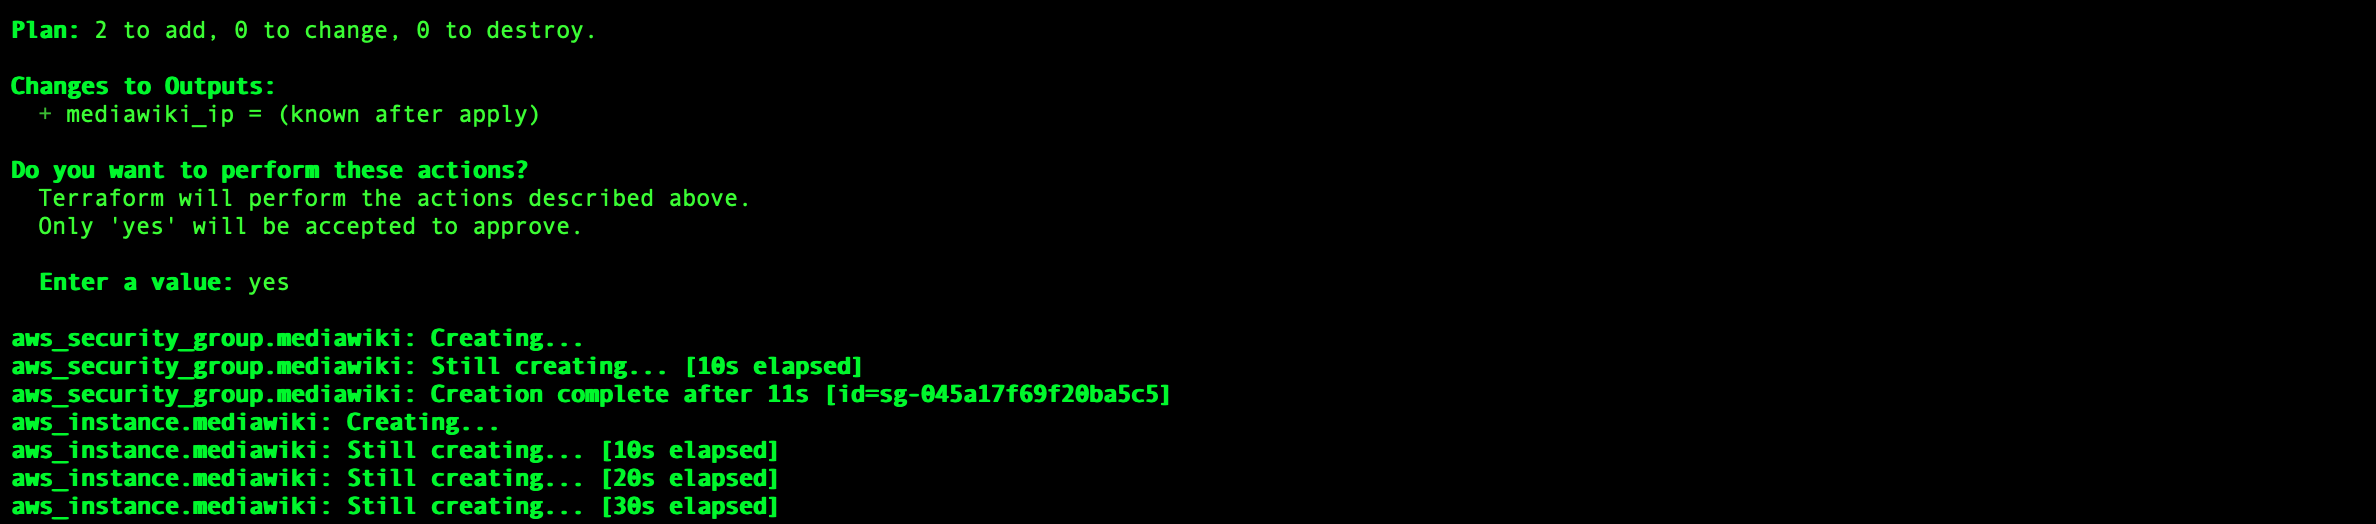 Plan: 2 to add, 0 to change, 0 to destroy.
Changes to Outputs:
+ mediawiki_ip = (known after apply)
Do you want to perform these actions?
Terraform will perform the actions described above.
Only 'yes' will be accepted to approve.
Enter a value: yes
aws_security_group.mediawiki: Creating...
aws_security_group.mediawiki: Still creating... [10s elapsed]
aws_security_group.mediawiki: Creation complete after 11s [id=sg-045a17f69f20ba5c5]
aws_instance.mediawiki: Creating...
aws_instance.mediawiki: Still creating... [10s elapsed]
aws_instance.mediawiki: Still creating... [20s elapsed]
aws_instance.mediawiki: Still creating... [30s elapsed]